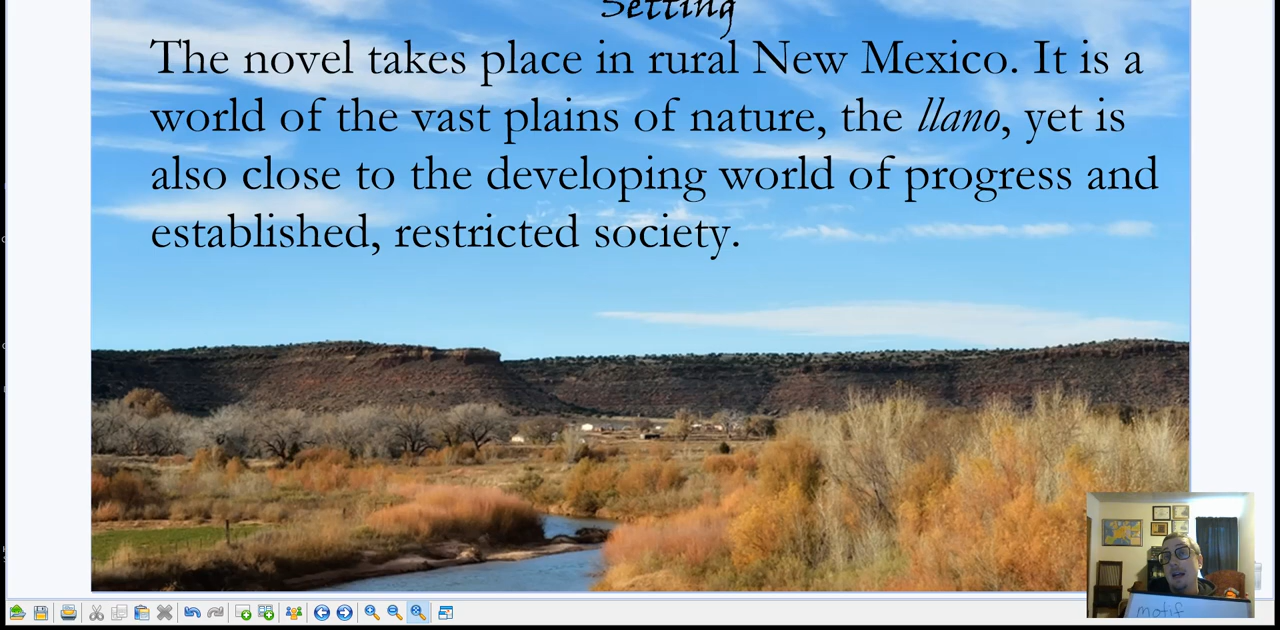 Setting
The novel takes place in rural New Mexico. It is a
world of the vast plains of nature, the llano, yet is
also close to the developing world of progress and
established, restricted society.
motif